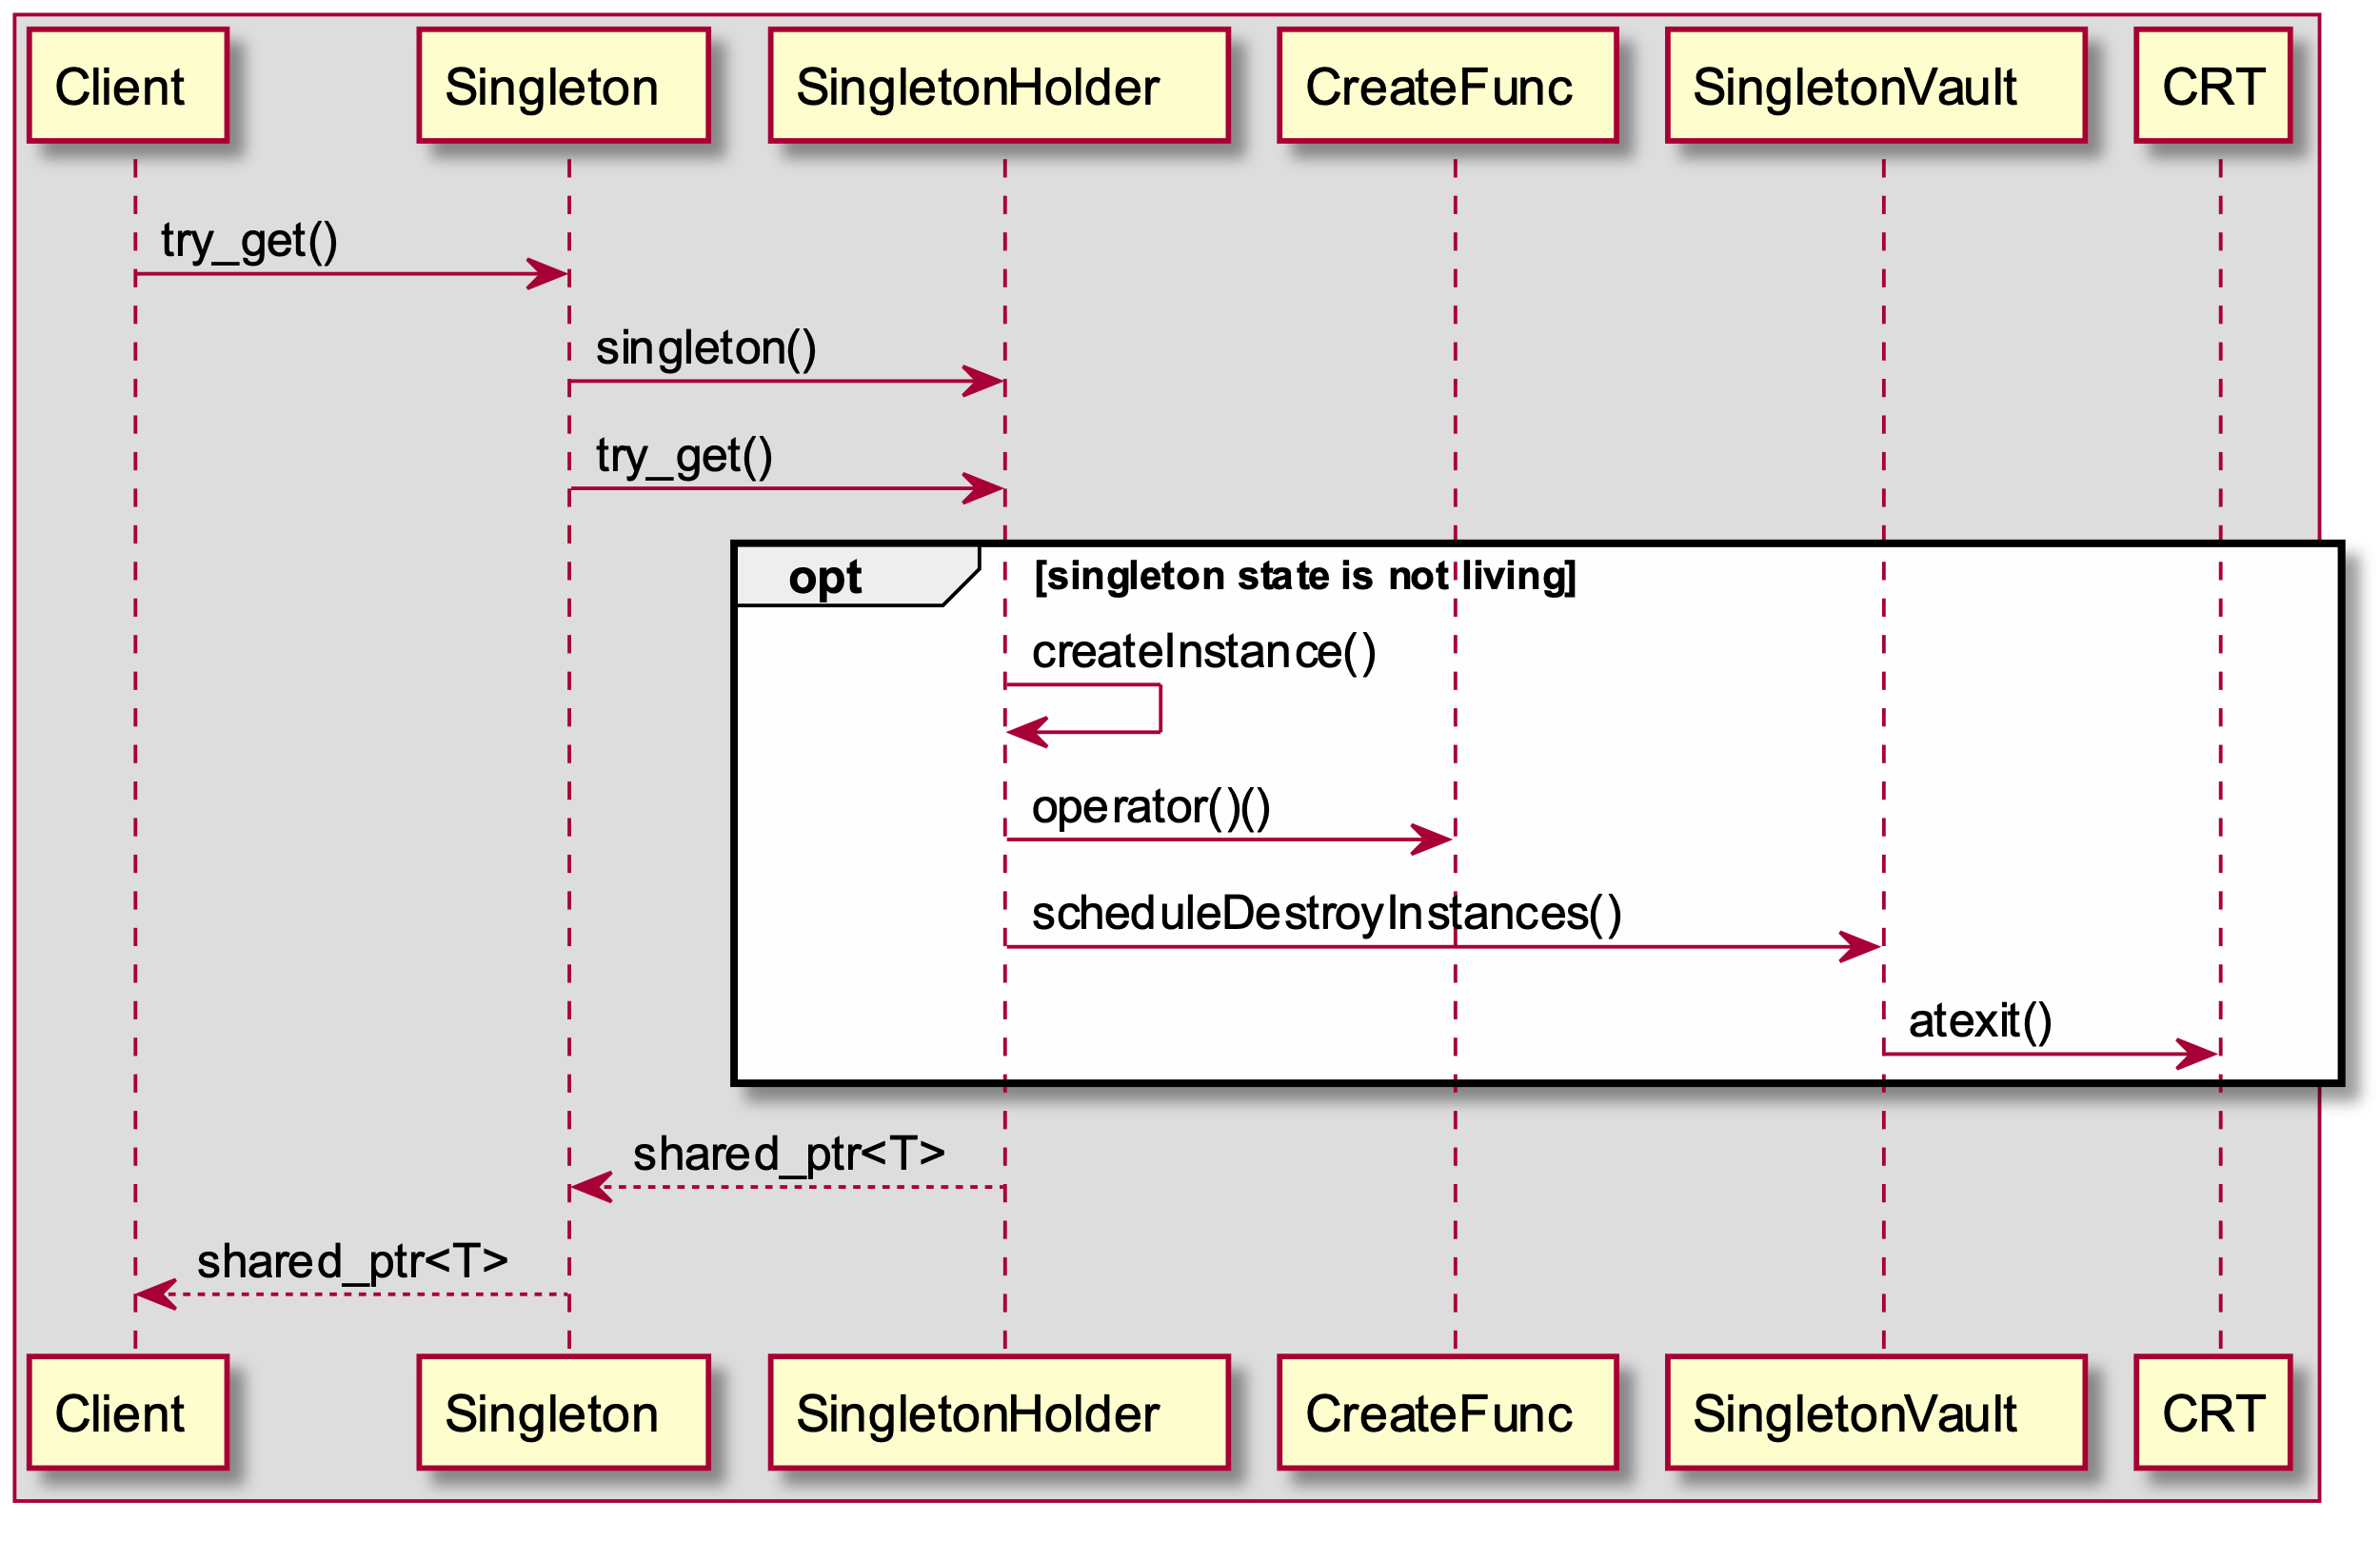 Client
Singleton
SingletonHolder
CreateFunc
SingletonVault
CRT
try_get()
singleton()
try_get()
opt
[singleton state is not living]
createInstance()
operator()()
scheduleDestroyInstances()
atexit()
shared_ptr<T>
shared_ptr<T>
Client
Singleton
SingletonHolder
CreateFunc
SingletonVault
CRT